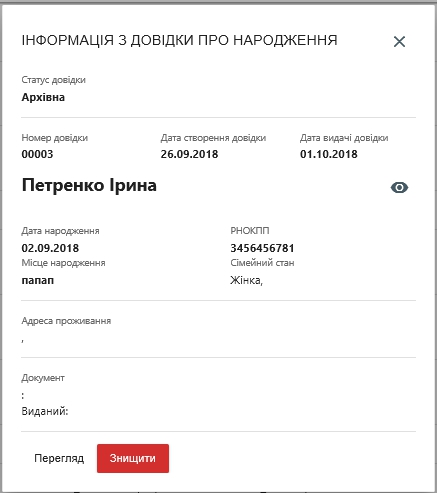 ІНФОРМАЦІЯ З ДОВІДКИ ПРО НАРОДЖЕННЯ
Статус довідки
Архівна
Номер довідки Дата створення довідки Дата видачі довідки
00003 26.09.2018 01.10.2018
Петренко Ірина
Дата народження РНОКПП
02.09.2018 3456456781
Місце народження Сімейний стан
папап Жінка,
Адреса проживання
,
Документ
:
Виданий:
Перегляд Знищити